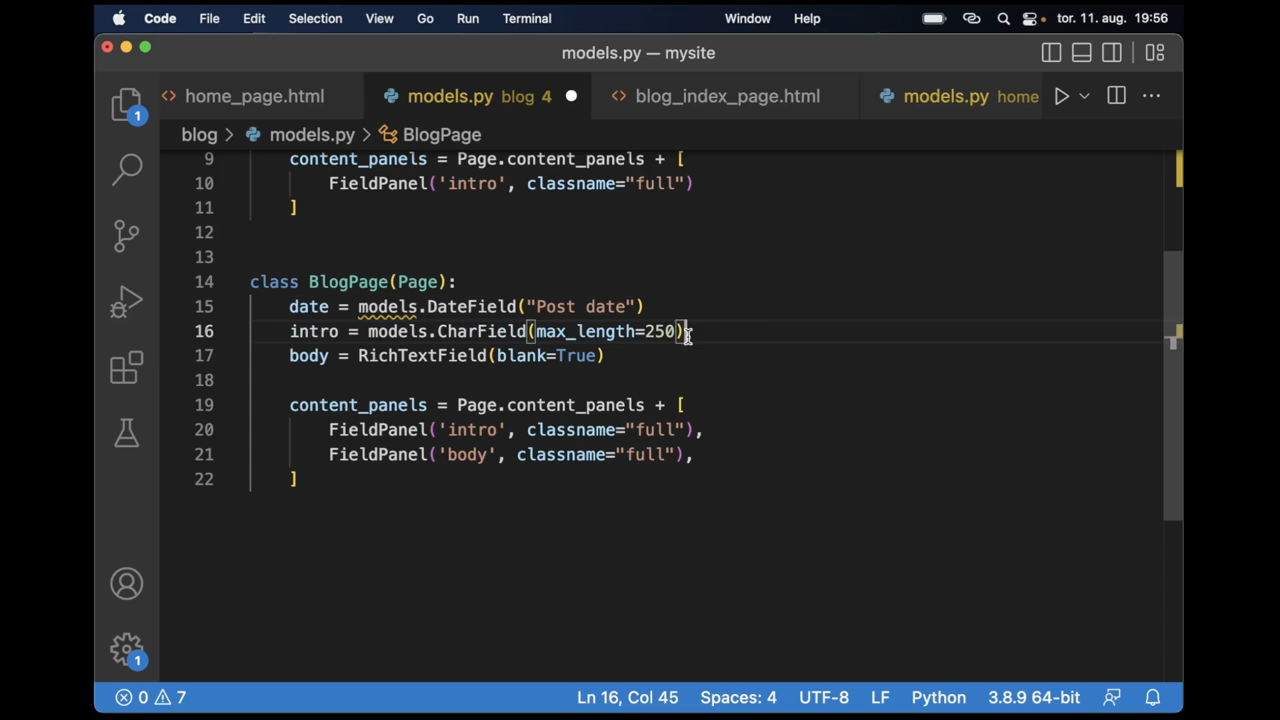 Code File Edit Selection View Go Run Terminal Window Help tor. 11. aug. 19:56
models.py — mysite
home_page.html models.py blog 4 blog_index_page.html models.py home
blog > models.py > BlogPage
9 content_panels = Page.content_panels + [
10 FieldPanel('intro', classname="full")
11 ]
12
13
14 class BlogPage(Page):
15 date = models.DateField("Post date")
16 intro = models.CharField(max_length=250)
17 body = RichTextField(blank=True)
18
19 content_panels = Page.content_panels + [
20 FieldPanel('intro', classname="full"),
21 FieldPanel('body', classname="full"),
22 ]
1
1
0 7 Ln 16, Col 45 Spaces: 4 UTF-8 LF Python 3.8.9 64-bit